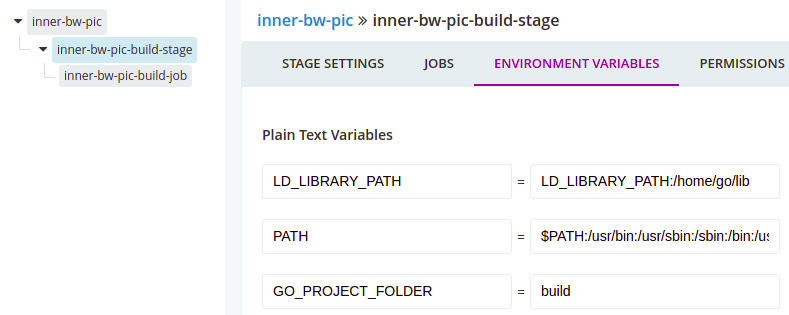 inner-bw-pic
inner-bw-pic-build-stage
inner-bw-pic-build-job
inner-bw-pic » inner-bw-pic-build-stage
STAGE SETTINGS JOBS ENVIRONMENT VARIABLES PERMISSIONS
Plain Text Variables
LD_LIBRARY_PATH = LD_LIBRARY_PATH:/home/go/lib
PATH = $PATH:/usr/bin:/usr/sbin:/sbin:/bin:/us
GO_PROJECT_FOLDER = build